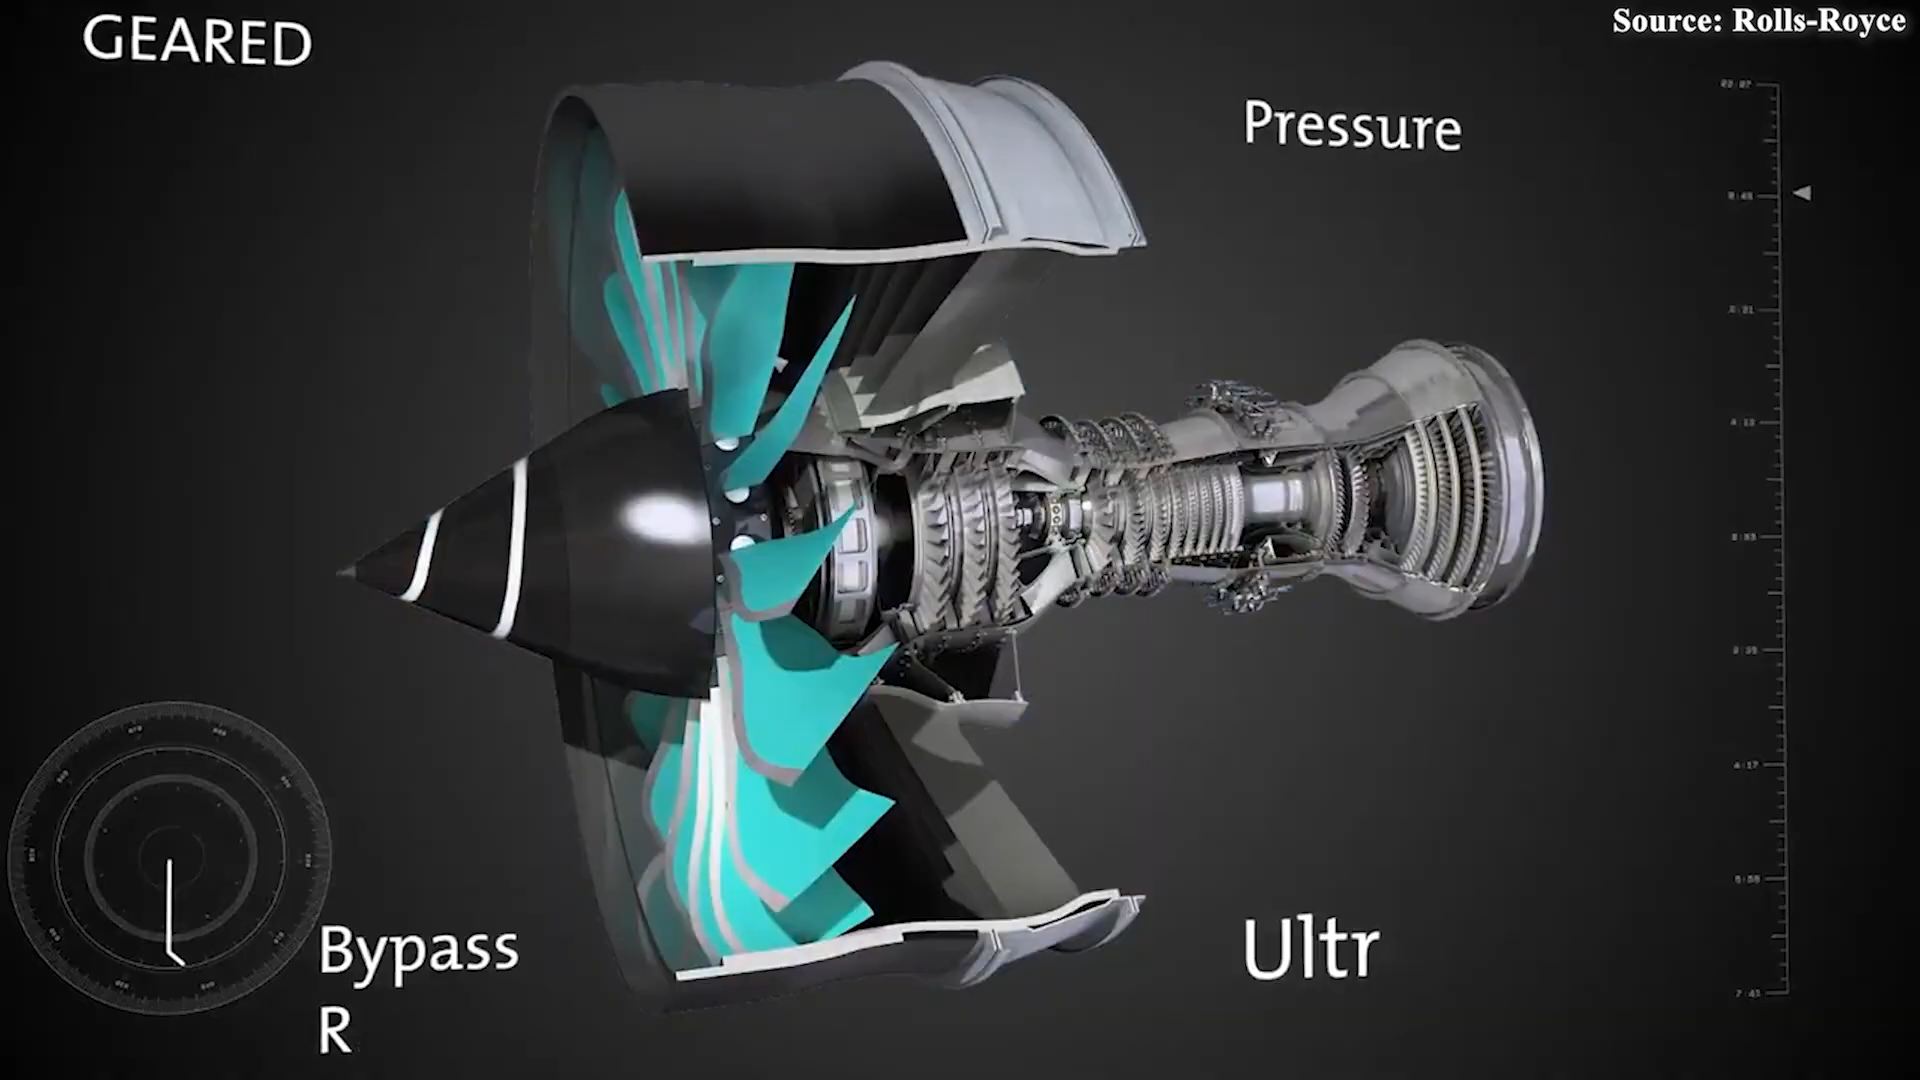 GEARED
Source: Rolls-Royce
Pressure
Bypass
R
Ultr